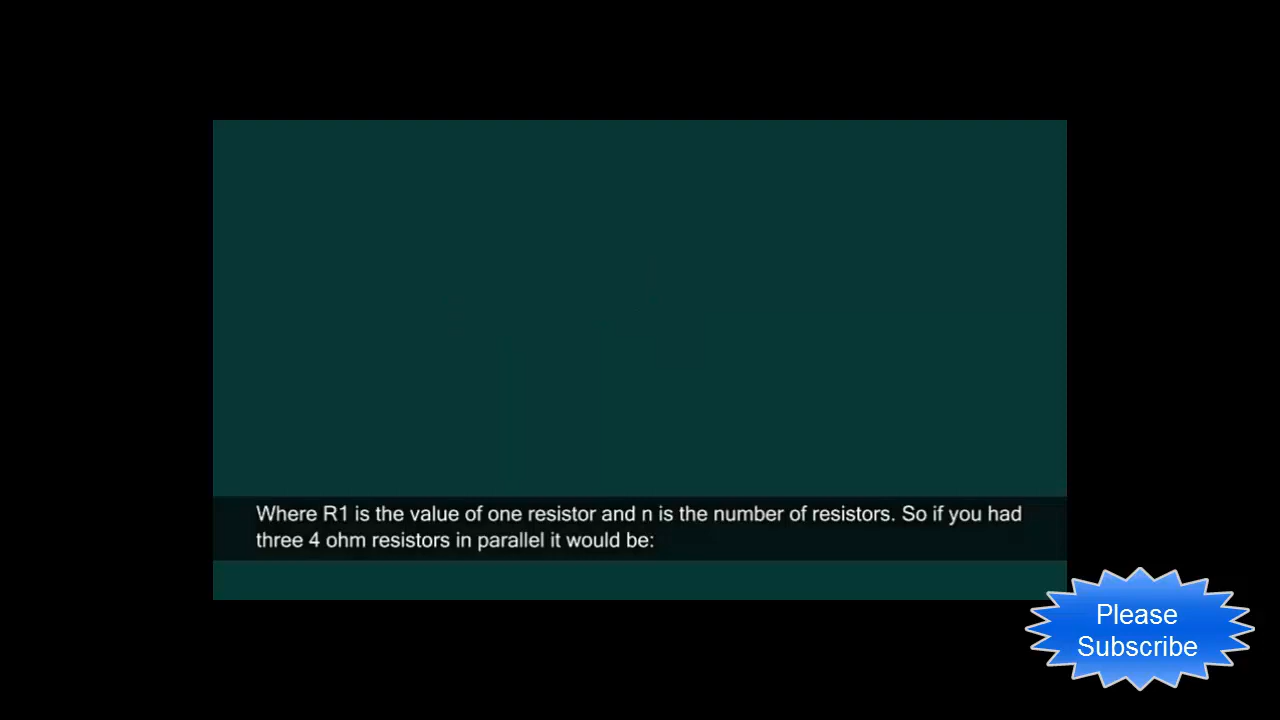 Where R1 is the value of one resistor and n is the number of resistors. So if you had
three 4 ohm resistors in parallel it would be:
Please
Subscribe